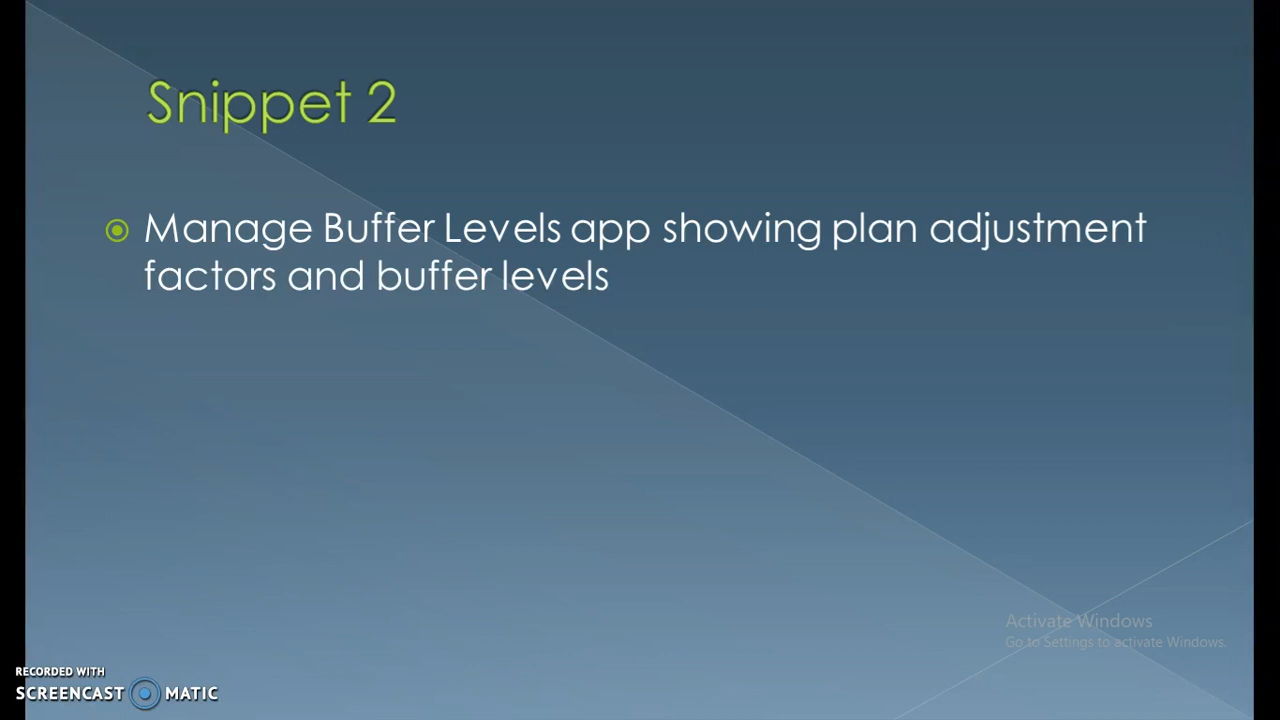 Snippet 2
Manage Buffer Levels app showing plan adjustment
factors and buffer levels
Activate Windows
Go to Settings to activate Windows.
RECORDED WITH
SCREENCAST MATIC